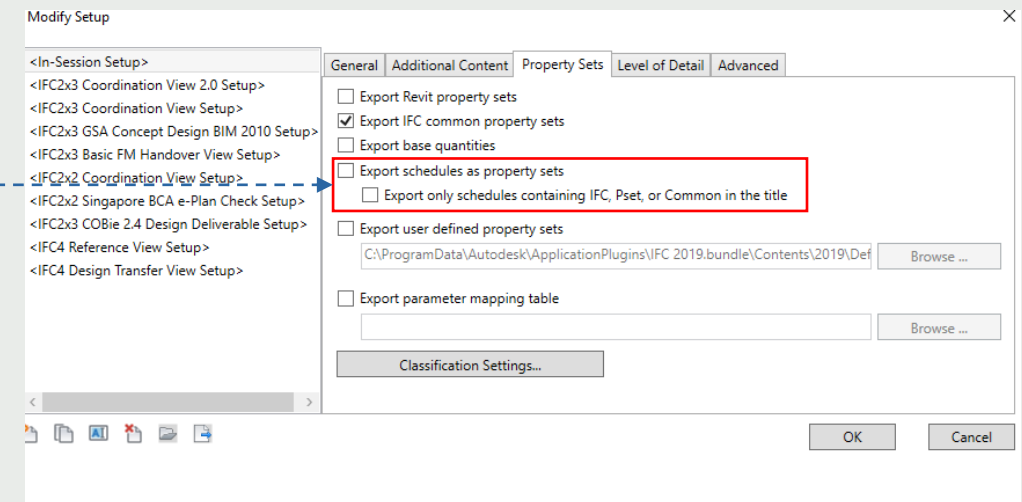 Modify Setup
<In-Session Setup>
<IFC2x3 Coordination View 2.0 Setup>
<IFC2x3 Coordination View Setup>
<IFC2x3 GSA Concept Design BIM 2010 Setup>
<IFC2x3 Basic FM Handover View Setup>
<IFC2x2 Coordination View Setup>
<IFC2x2 Singapore BCA e-Plan Check Setup>
<IFC2x3 COBie 2.4 Design Deliverable Setup>
<IFC4 Reference View Setup>
<IFC4 Design Transfer View Setup>
General Additional Content Property Sets Level of Detail Advanced
Export Revit property sets
Export IFC common property sets
Export base quantities
Export schedules as property sets
Export only schedules containing IFC, Pset, or Common in the title
Export user defined property sets
C:\ProgramData\Autodesk\ApplicationPlugins\IFC 2019.bundle\Contents\2019\Def Browse ...
Export parameter mapping table
Browse ...
Classification Settings...
OK Cancel